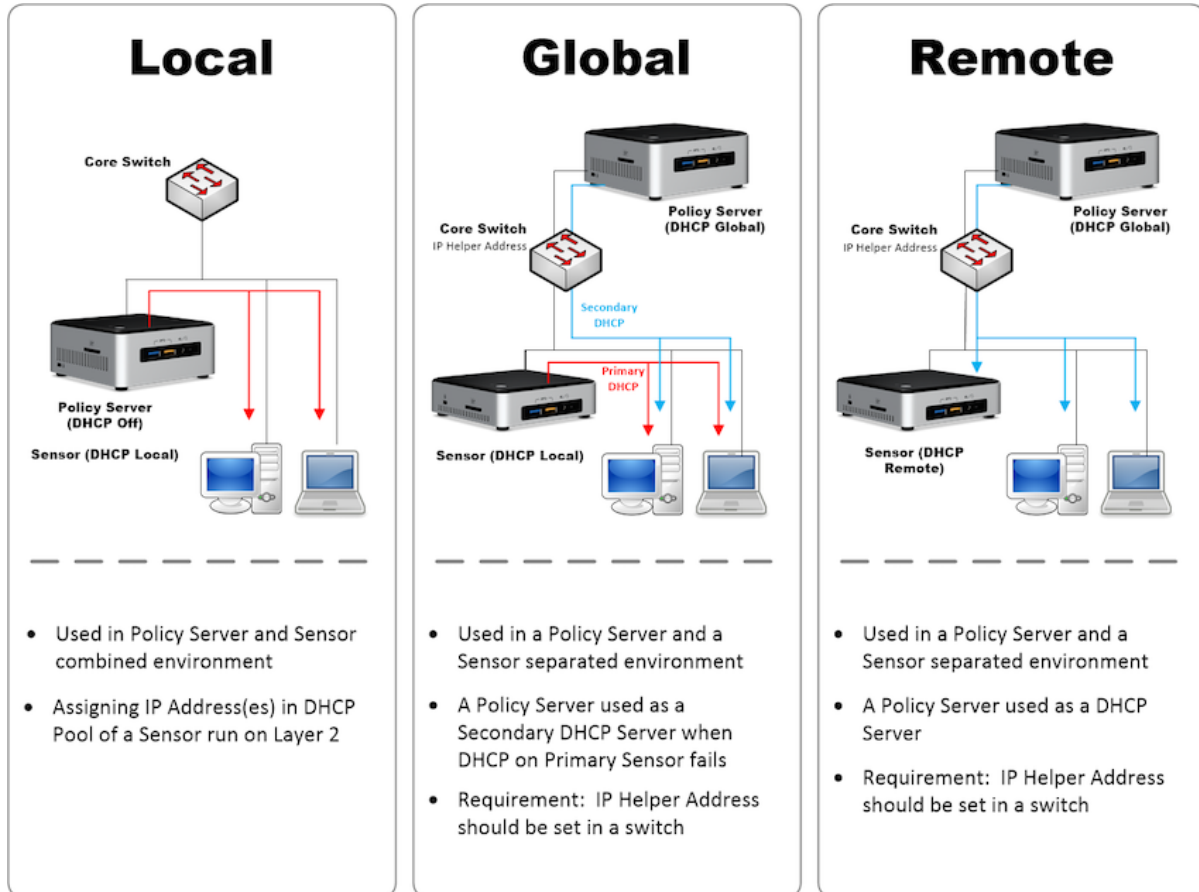 Local
Core Switch
Policy Server
(DHCP Off)
Sensor (DHCP Local)
• Used in Policy Server and Sensor
combined environment
• Assigning IP Address(es) in DHCP
Pool of a Sensor run on Layer 2
Global
Policy Server
(DHCP Global)
Core Switch
IP Helper Address
Secondary
DHCP
Primary
DHCP
Sensor (DHCP Local)
• Used in a Policy Server and a
Sensor separated environment
• A Policy Server used as a
Secondary DHCP Server when
DHCP on Primary Sensor fails
• Requirement: IP Helper Address
should be set in a switch
Remote
Policy Server
(DHCP Global)
Core Switch
IP Helper Address
Sensor (DHCP
Remote)
• Used in a Policy Server and a
Sensor separated environment
• A Policy Server used as a DHCP
Server
• Requirement: IP Helper Address
should be set in a switch